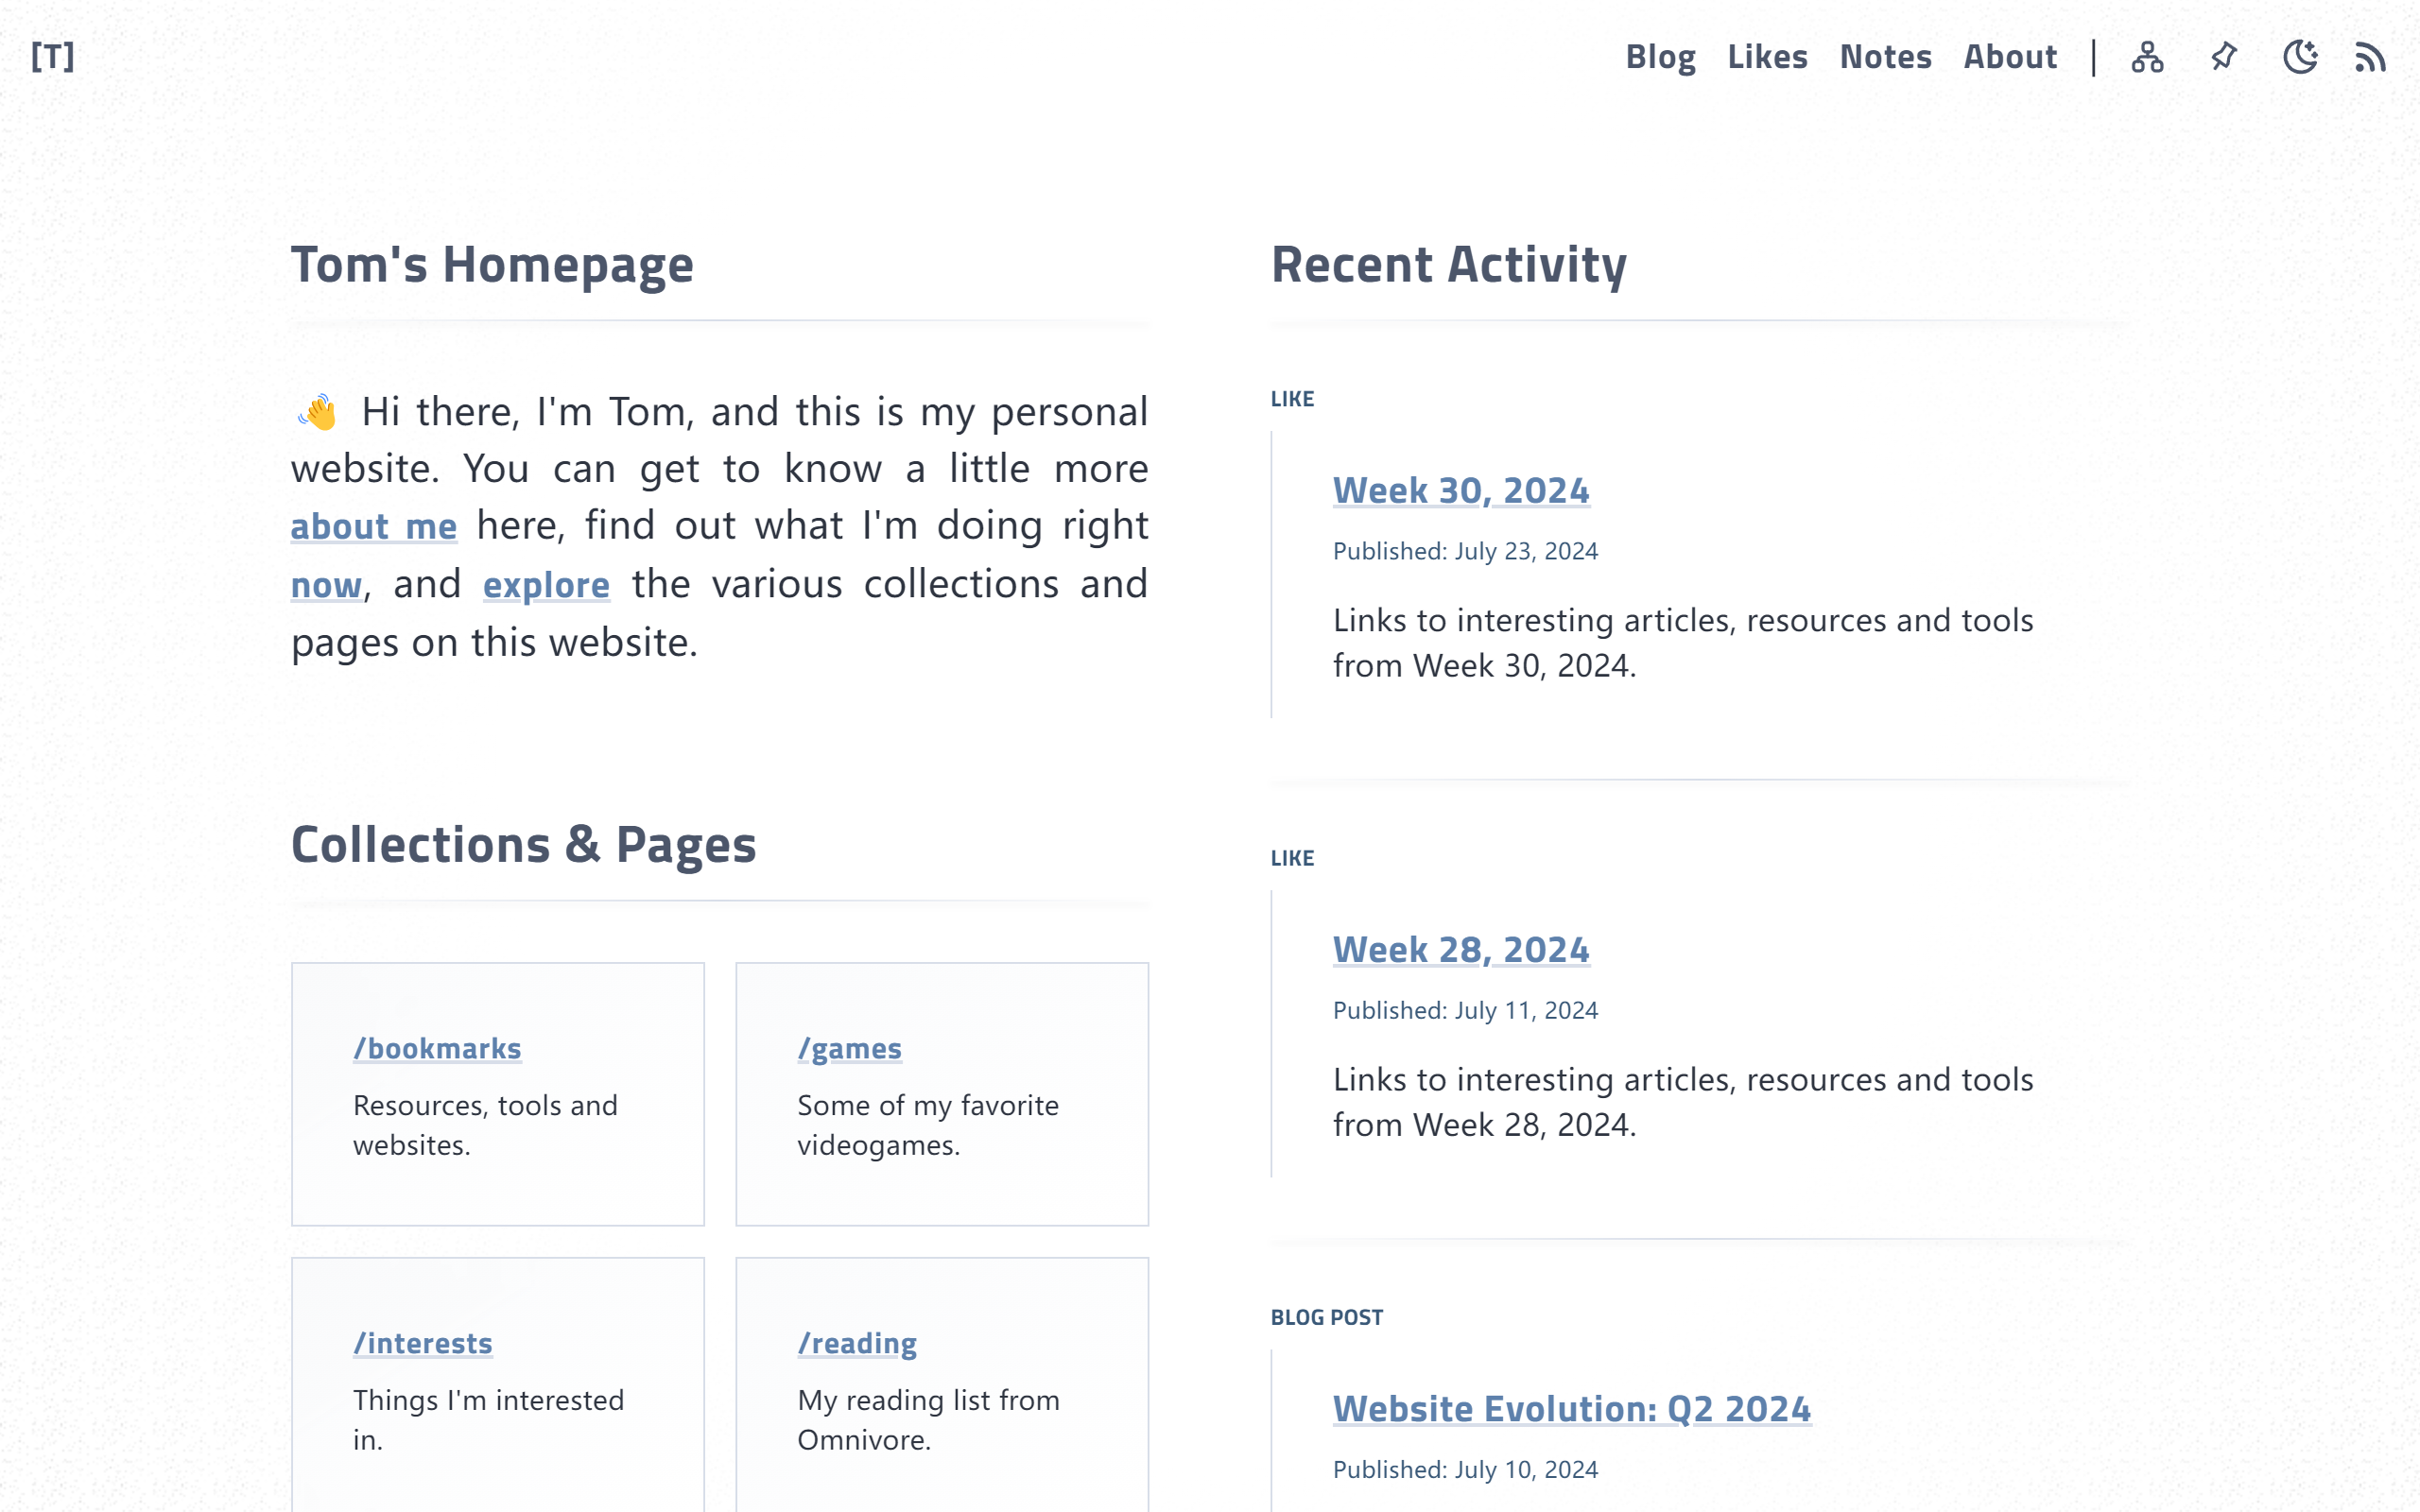 [T]
Blog Likes Notes About
Tom's Homepage
👋 Hi there, I'm Tom, and this is my personal
website. You can get to know a little more
about me here, find out what I'm doing right
now, and explore the various collections and
pages on this website.
Collections & Pages
/bookmarks
Resources, tools and
websites.
/games
Some of my favorite
videogames.
/interests
Things I'm interested
in.
/reading
My reading list from
Omnivore.
Recent Activity
LIKE
Week 30, 2024
Published: July 23, 2024
Links to interesting articles, resources and tools
from Week 30, 2024.
LIKE
Week 28, 2024
Published: July 11, 2024
Links to interesting articles, resources and tools
from Week 28, 2024.
BLOG POST
Website Evolution: Q2 2024
Published: July 10, 2024